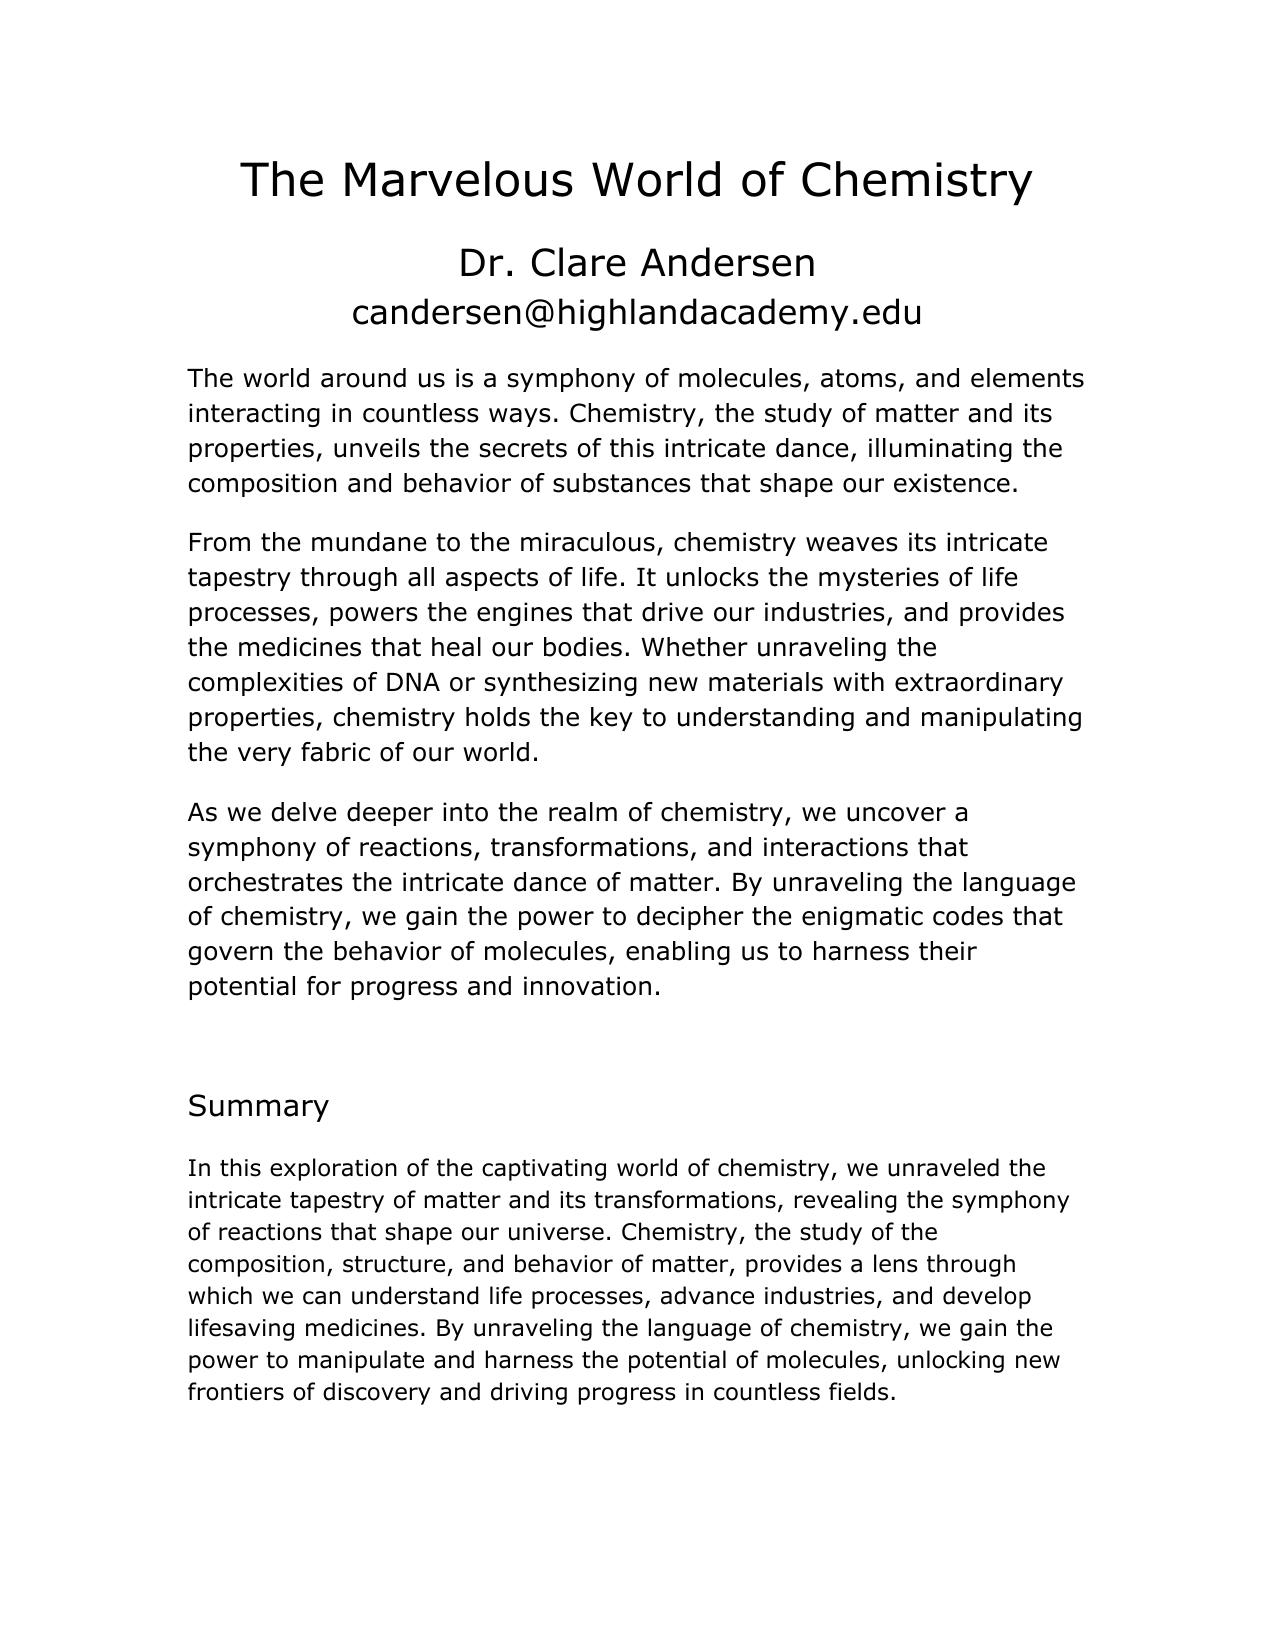 The Marvelous World of Chemistry
Dr. Clare Andersen
candersen@highlandacademy.edu
The world around us is a symphony of molecules, atoms, and elements
interacting in countless ways. Chemistry, the study of matter and its
properties, unveils the secrets of this intricate dance, illuminating the
composition and behavior of substances that shape our existence.
From the mundane to the miraculous, chemistry weaves its intricate
tapestry through all aspects of life. It unlocks the mysteries of life
processes, powers the engines that drive our industries, and provides
the medicines that heal our bodies. Whether unraveling the
complexities of DNA or synthesizing new materials with extraordinary
properties, chemistry holds the key to understanding and manipulating
the very fabric of our world.
As we delve deeper into the realm of chemistry, we uncover a
symphony of reactions, transformations, and interactions that
orchestrates the intricate dance of matter. By unraveling the language
of chemistry, we gain the power to decipher the enigmatic codes that
govern the behavior of molecules, enabling us to harness their
potential for progress and innovation.
Summary
In this exploration of the captivating world of chemistry, we unraveled the
intricate tapestry of matter and its transformations, revealing the symphony
of reactions that shape our universe. Chemistry, the study of the
composition, structure, and behavior of matter, provides a lens through
which we can understand life processes, advance industries, and develop
lifesaving medicines. By unraveling the language of chemistry, we gain the
power to manipulate and harness the potential of molecules, unlocking new
frontiers of discovery and driving progress in countless fields.